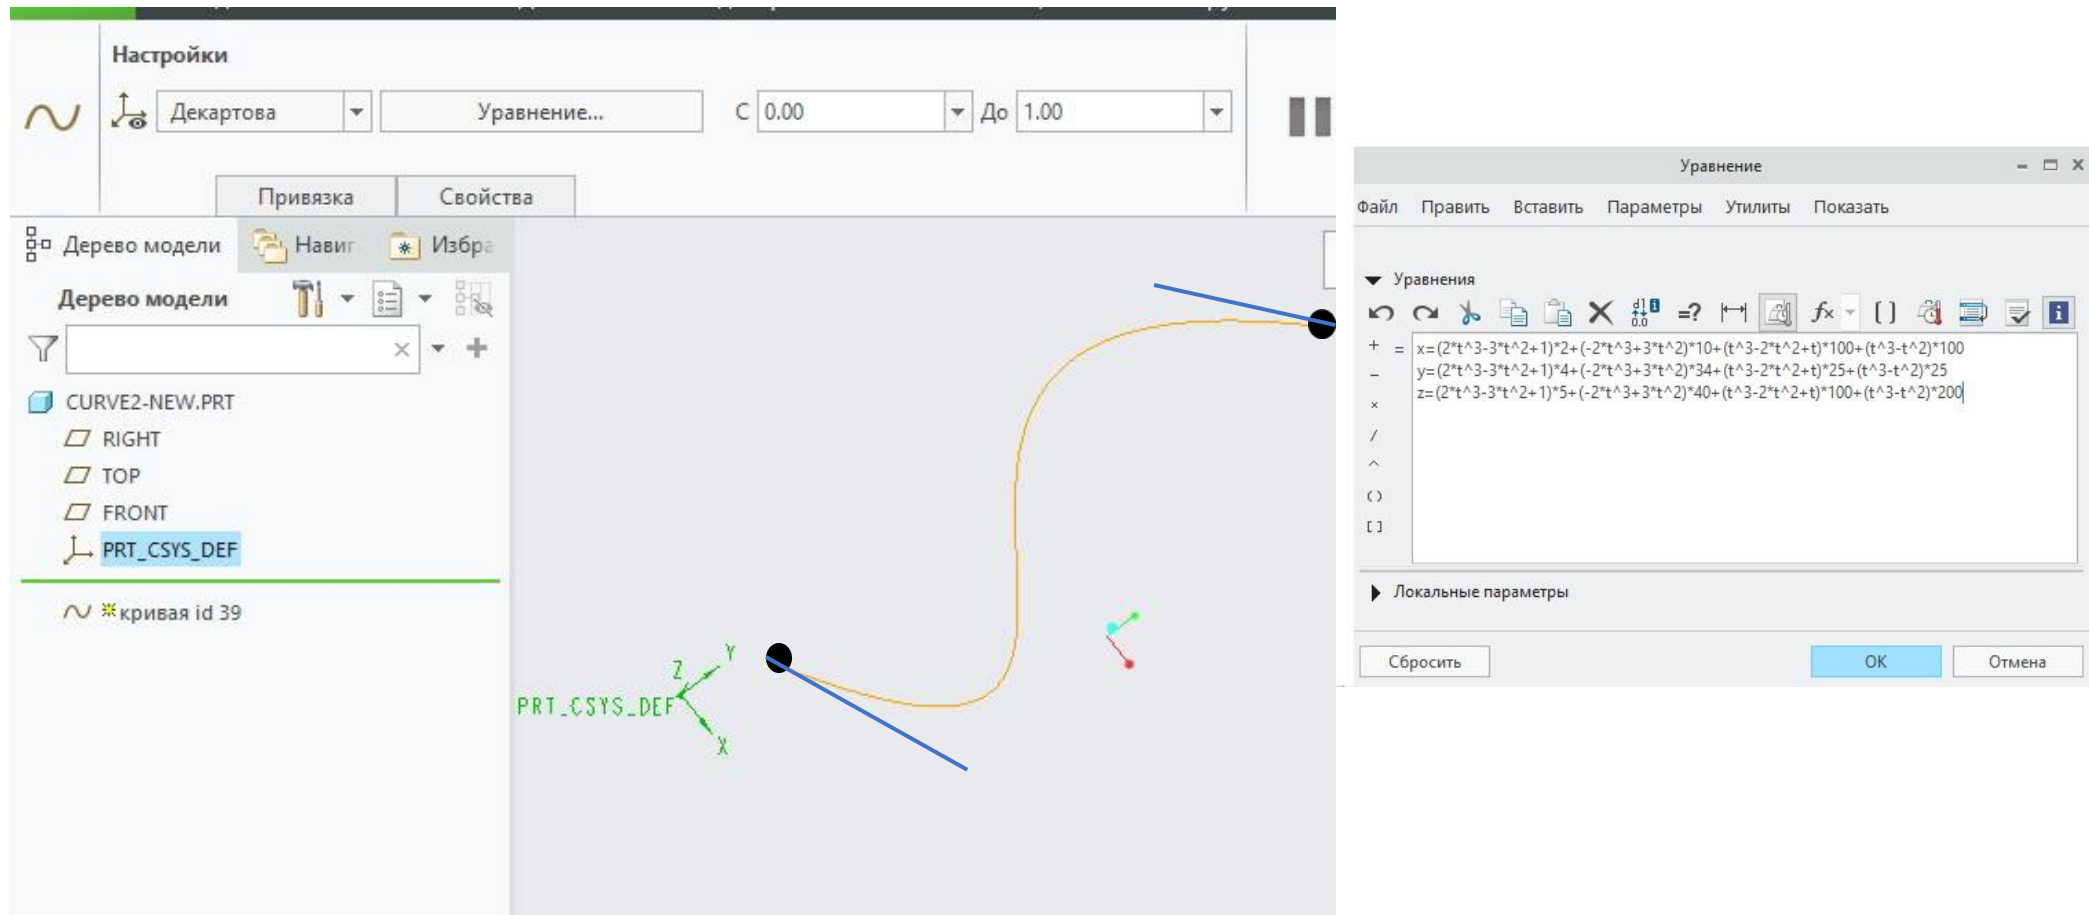 Настройки
Декартова
Уравнение...
С 0.00
До 1.00
Привязка
Свойства
Дерево модели
Навиг
Избра
Дерево модели
CURVE2-NEW.PRT
RIGHT
TOP
FRONT
PRT_CSYS_DEF
кривая id 39
Z
Y
PRT_CSYS_DEF
X
Уравнение
Файл Править Вставить Параметры Утилиты Показать
Уравнения
x=(2*t^3-3*t^2+1)*2+(-2*t^3+3*t^2)*10+(t^3-2*t^2+t)*100+(t^3-t^2)*100
y=(2*t^3-3*t^2+1)*4+(-2*t^3+3*t^2)*34+(t^3-2*t^2+t)*25+(t^3-t^2)*25
z=(2*t^3-3*t^2+1)*5+(-2*t^3+3*t^2)*40+(t^3-2*t^2+t)*100+(t^3-t^2)*200
Локальные параметры
Сбросить
ОК
Отмена